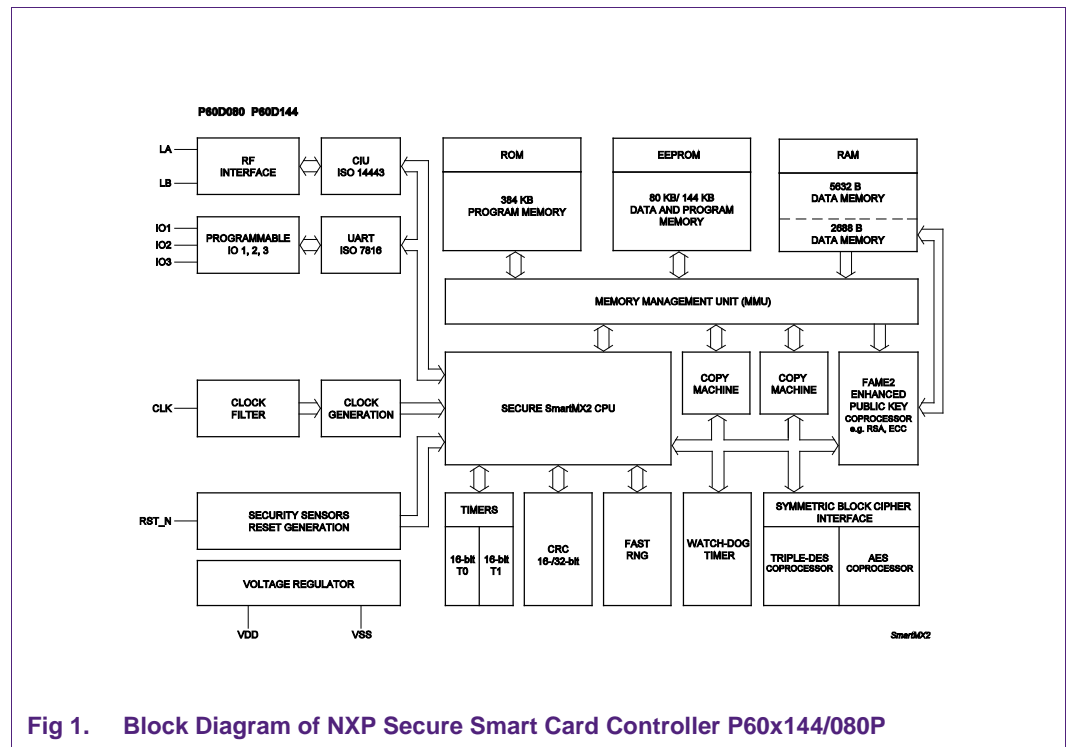 P60D080 P60D144
LA
LB
RF
INTERFACE
CIU
ISO 14443
IO1
IO2
IO3
PROGRAMMABLE
IO 1, 2, 3
UART
ISO 7816
ROM
384 KB
PROGRAM MEMORY
EEPROM
80 KB/ 144 KB
DATA AND PROGRAM
MEMORY
RAM
5632 B
DATA MEMORY
2688 B
DATA MEMORY
MEMORY MANAGEMENT UNIT (MMU)
CLK
CLOCK
FILTER
CLOCK
GENERATION
SECURE SmartMX2 CPU
COPY
MACHINE
COPY
MACHINE
FAME2
ENHANCED
PUBLIC KEY
COPROCESSOR
e.g. RSA, ECC
RST_N
SECURITY SENSORS
RESET GENERATION
VOLTAGE REGULATOR
VDD
VSS
TIMERS
16-bit
T0
16-bit
T1
CRC
16-/32-bit
FAST
RNG
WATCH-DOG
TIMER
SYMMETRIC BLOCK CIPHER
INTERFACE
TRIPLE-DES
COPROCESSOR
AES
COPROCESSOR
SmartMX2
Fig 1. Block Diagram of NXP Secure Smart Card Controller P60x144/080P